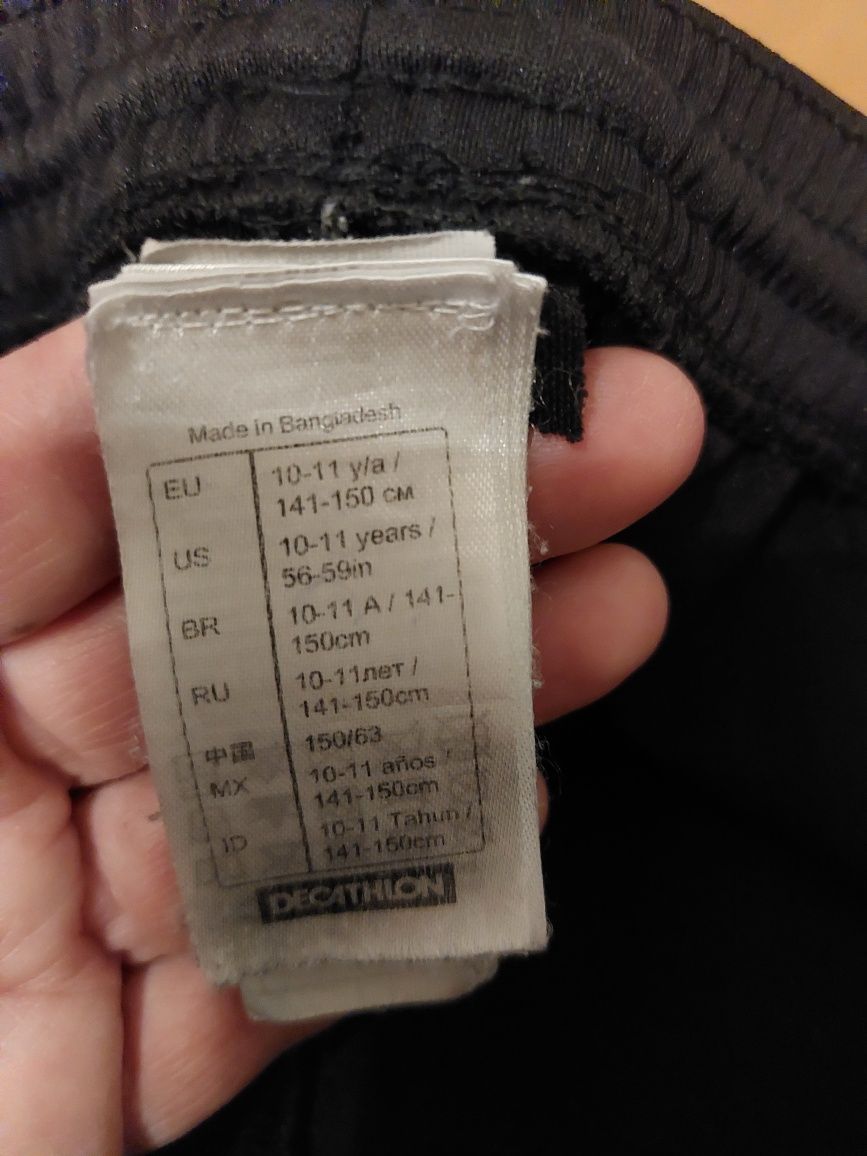 Made in Bangladesh
EU 10-11 y/a /
141-150 см
US 10-11 years /
56-59in
BR 10-11 A / 141-
150cm
RU 10-11лет /
141-150cm
中国 150/63
MX 10-11 años /
141-150cm
ID 10-11 Tahun /
141-150cm
DECATHLON